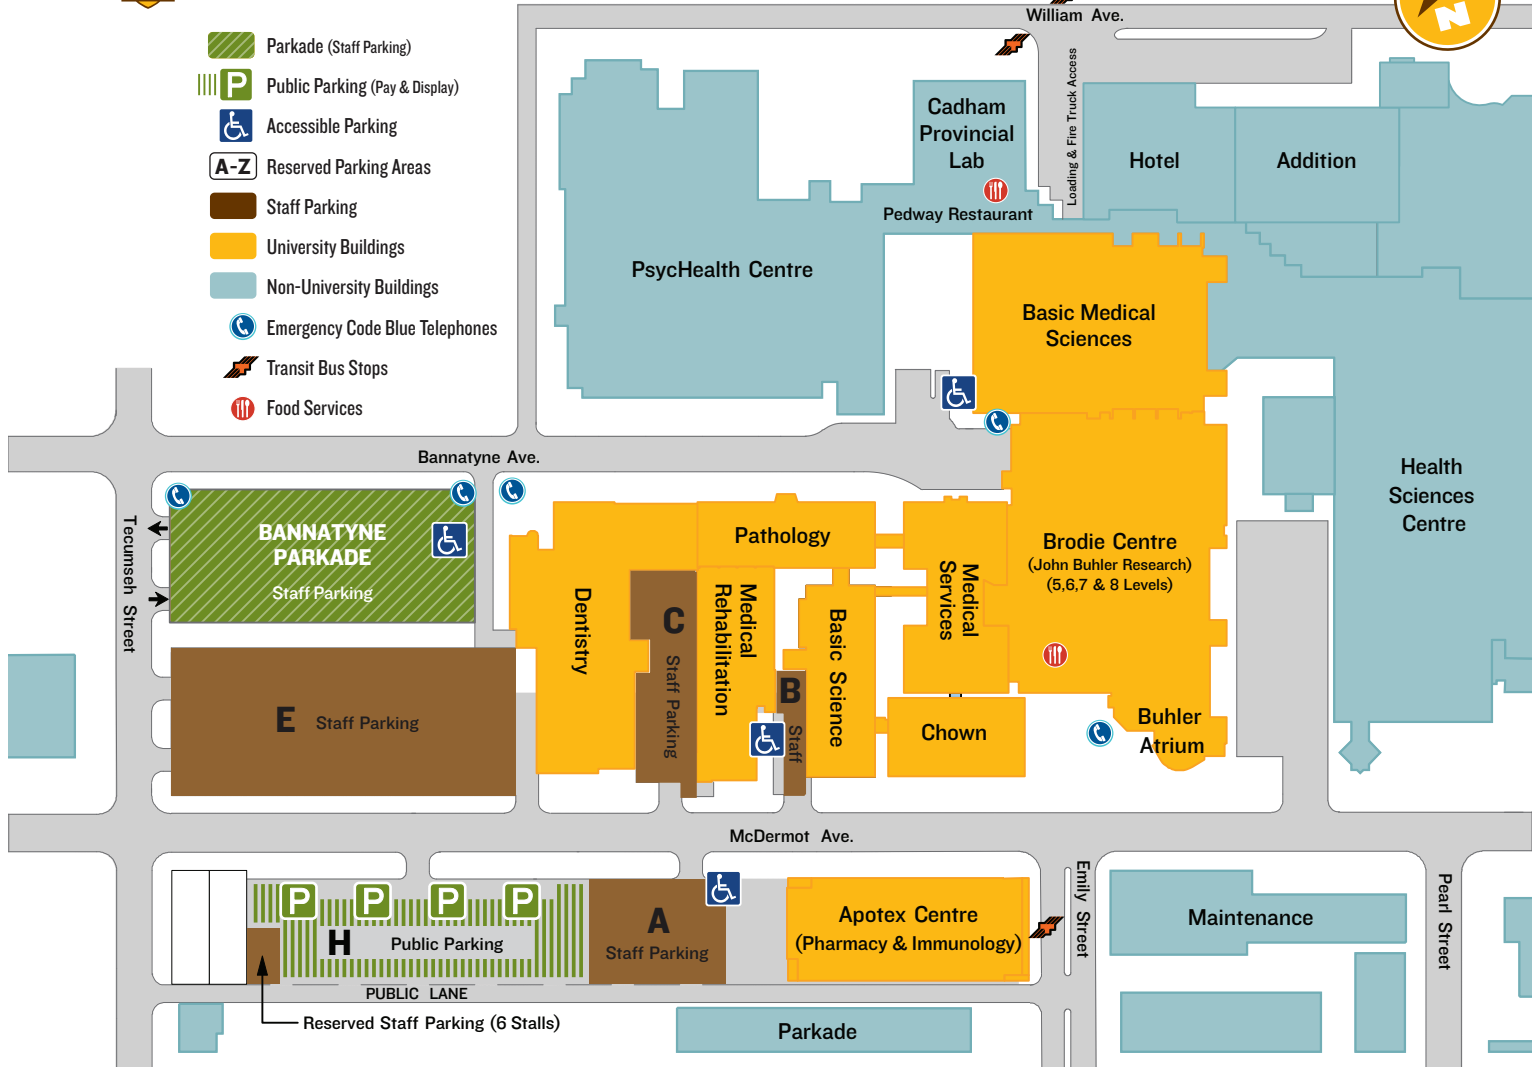 William Ave.
N
Parkade (Staff Parking)
P Public Parking (Pay & Display)
Accessible Parking
A-Z Reserved Parking Areas
Staff Parking
University Buildings
Non-University Buildings
Emergency Code Blue Telephones
Transit Bus Stops
Food Services
Loading & Fire Truck Access
Cadham
Provincial
Lab
Hotel
Addition
Pedway Restaurant
PsycHealth Centre
Basic Medical
Sciences
Bannatyne Ave.
Health
Sciences
Centre
Tecumseh Street
BANNATYNE
PARKADE
Staff Parking
Pathology
Brodie Centre
(John Buhler Research)
(5,6,7 & 8 Levels)
Dentistry
C
Staff Parking
Medical
Rehabilitation
B
Staff
Basic Science
Medical
Services
E Staff Parking
Chown
Buhler
Atrium
McDermot Ave.
P P P P
H Public Parking
A
Staff Parking
Apotex Centre
(Pharmacy & Immunology)
Emily Street
Maintenance
Pearl Street
PUBLIC LANE
Reserved Staff Parking (6 Stalls)
Parkade